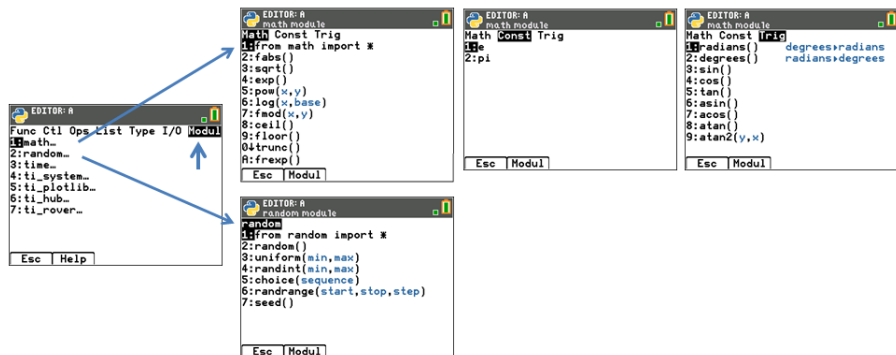 EDITOR: A
Func Ctl Ops List Type I/O Modul
1:math…
2:random…
3:time…
4:ti_system…
5:ti_plotlib…
6:ti_hub…
7:ti_rover…
Esc Help
EDITOR: A
math module
Math Const Trig
1:from math import *
2:fabs()
3:sqrt()
4:exp()
5:pow(x,y)
6:log(x,base)
7:fmod(x,y)
8:ceil()
9:floor()
0↓trunc()
A:frexp()
Esc Modul
EDITOR: A
math module
Math Const Trig
1:e
2:pi
Esc Modul
EDITOR: A
math module
Math Const Trig
1:radians() degrees▸radians
2:degrees() radians▸degrees
3:sin()
4:cos()
5:tan()
6:asin()
7:acos()
8:atan()
9:atan2(y,x)
Esc Modul
EDITOR: A
random module
random
1:from random import *
2:random()
3:uniform(min,max)
4:randint(min,max)
5:choice(sequence)
6:randrange(start,stop,step)
7:seed()
Esc Modul